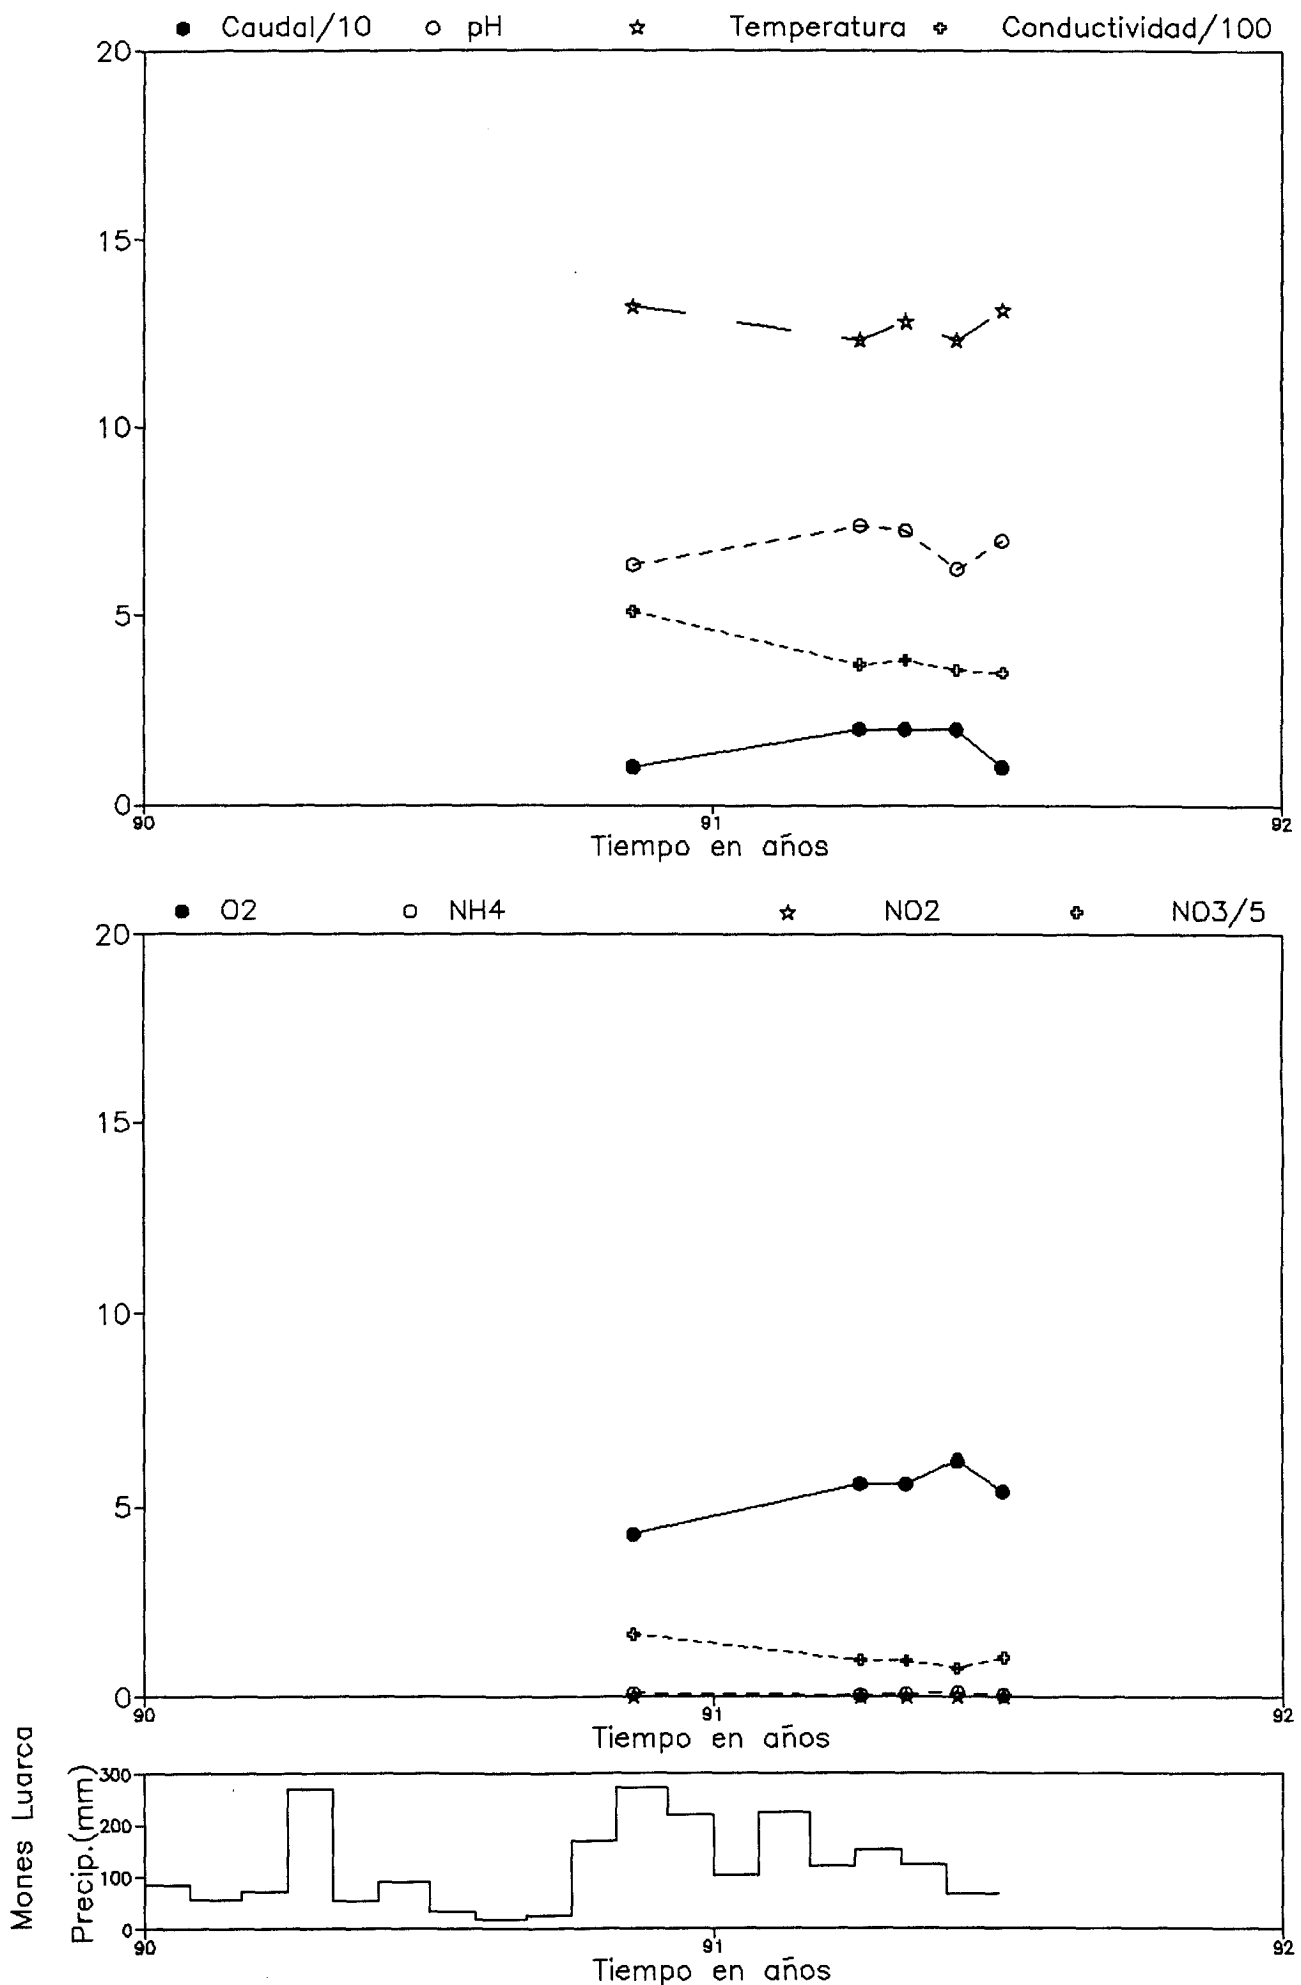 Caudal/10 pH Temperatura Conductividad/100
20
15
10
5
0
90 91 92
Tiempo en años
O2 NH4 NO2 NO3/5
20
15
10
5
0
90 91 92
Tiempo en años
Mones Luarca
Precip.(mm)
300
200
100
0
90 91 92
Tiempo en años